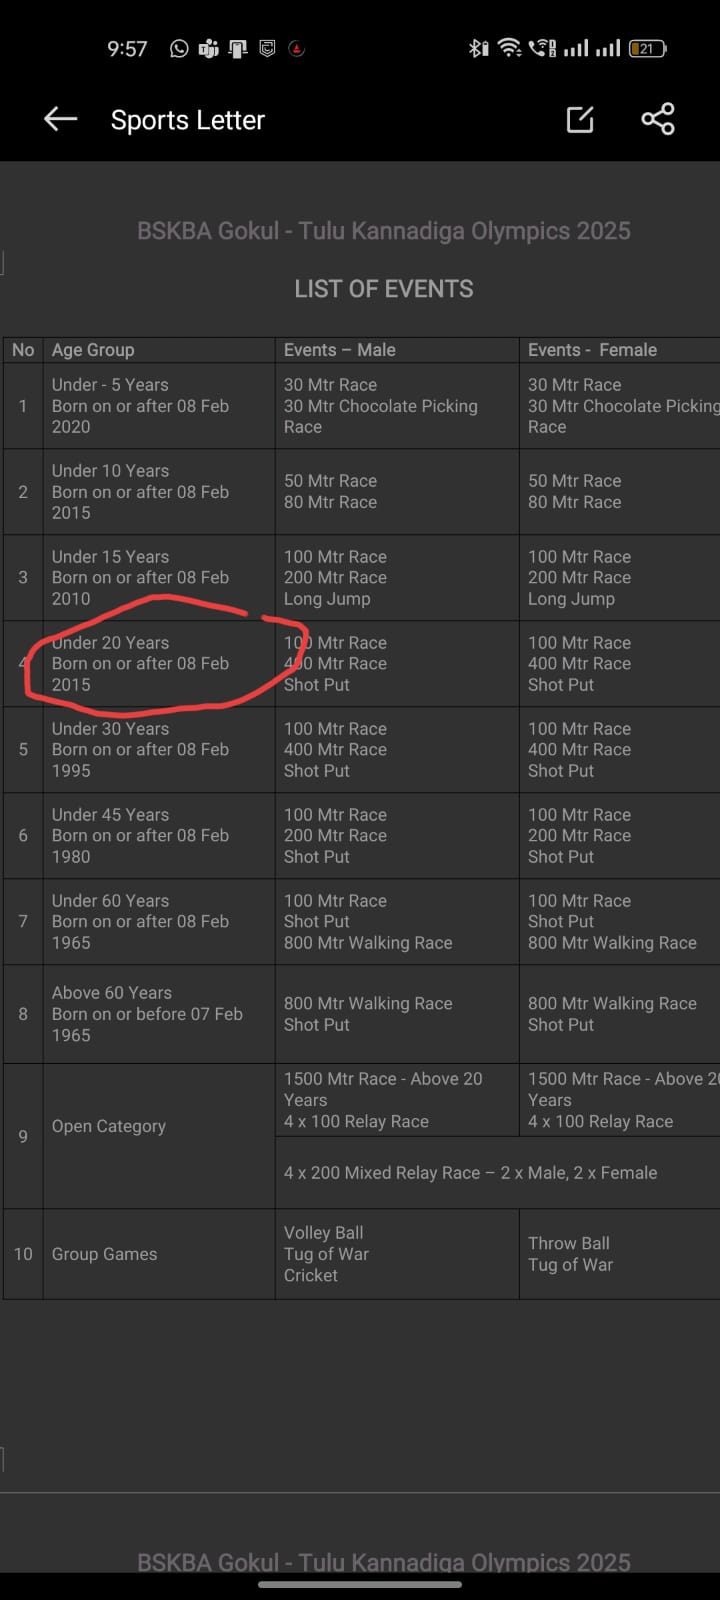 9:57
21
Sports Letter
BSKBA Gokul - Tulu Kannadiga Olympics 2025
LIST OF EVENTS
No Age Group Events – Male Events - Female
1
Under - 5 Years
Born on or after 08 Feb
2020
30 Mtr Race
30 Mtr Chocolate Picking
Race
30 Mtr Race
30 Mtr Chocolate Picking
Race
2
Under 10 Years
Born on or after 08 Feb
2015
50 Mtr Race
80 Mtr Race
50 Mtr Race
80 Mtr Race
3
Under 15 Years
Born on or after 08 Feb
2010
100 Mtr Race
200 Mtr Race
Long Jump
100 Mtr Race
200 Mtr Race
Long Jump
4
Under 20 Years
Born on or after 08 Feb
2015
100 Mtr Race
400 Mtr Race
Shot Put
100 Mtr Race
400 Mtr Race
Shot Put
5
Under 30 Years
Born on or after 08 Feb
1995
100 Mtr Race
400 Mtr Race
Shot Put
100 Mtr Race
400 Mtr Race
Shot Put
6
Under 45 Years
Born on or after 08 Feb
1980
100 Mtr Race
200 Mtr Race
Shot Put
100 Mtr Race
200 Mtr Race
Shot Put
7
Under 60 Years
Born on or after 08 Feb
1965
100 Mtr Race
Shot Put
800 Mtr Walking Race
100 Mtr Race
Shot Put
800 Mtr Walking Race
8
Above 60 Years
Born on or before 07 Feb
1965
800 Mtr Walking Race
Shot Put
800 Mtr Walking Race
Shot Put
9
Open Category
1500 Mtr Race - Above 20
Years
4 x 100 Relay Race
1500 Mtr Race - Above 20
Years
4 x 100 Relay Race
4 x 200 Mixed Relay Race – 2 x Male, 2 x Female
10
Group Games
Volley Ball
Tug of War
Cricket
Throw Ball
Tug of War
BSKBA Gokul - Tulu Kannadiga Olympics 2025